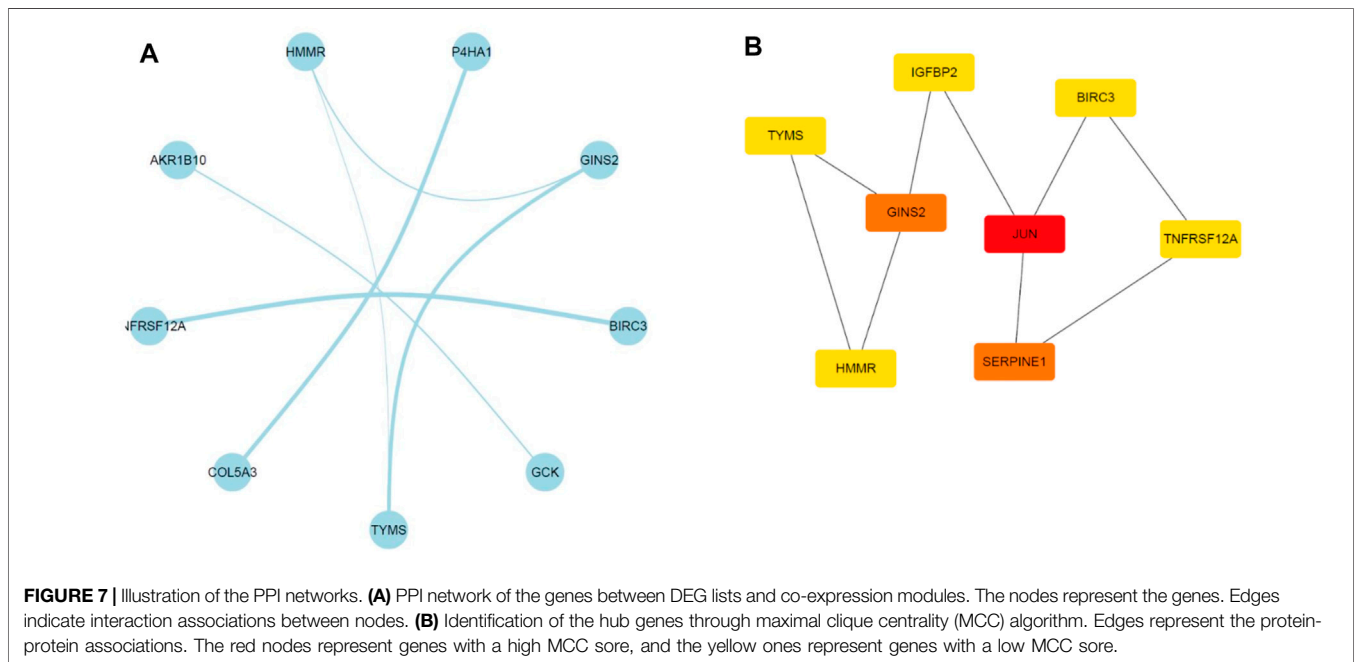 A
HMMR
P4HA1
AKR1B10
GINS2
NFRSF12A
BIRC3
COL5A3
GCK
TYMS
B
IGFBP2
BIRC3
TYMS
GINS2
JUN
TNFRSF12A
HMMR
SERPINE1
FIGURE 7 | Illustration of the PPI networks. (A) PPI network of the genes between DEG lists and co-expression modules. The nodes represent the genes. Edges
indicate interaction associations between nodes. (B) Identification of the hub genes through maximal clique centrality (MCC) algorithm. Edges represent the protein-
protein associations. The red nodes represent genes with a high MCC sore, and the yellow ones represent genes with a low MCC sore.